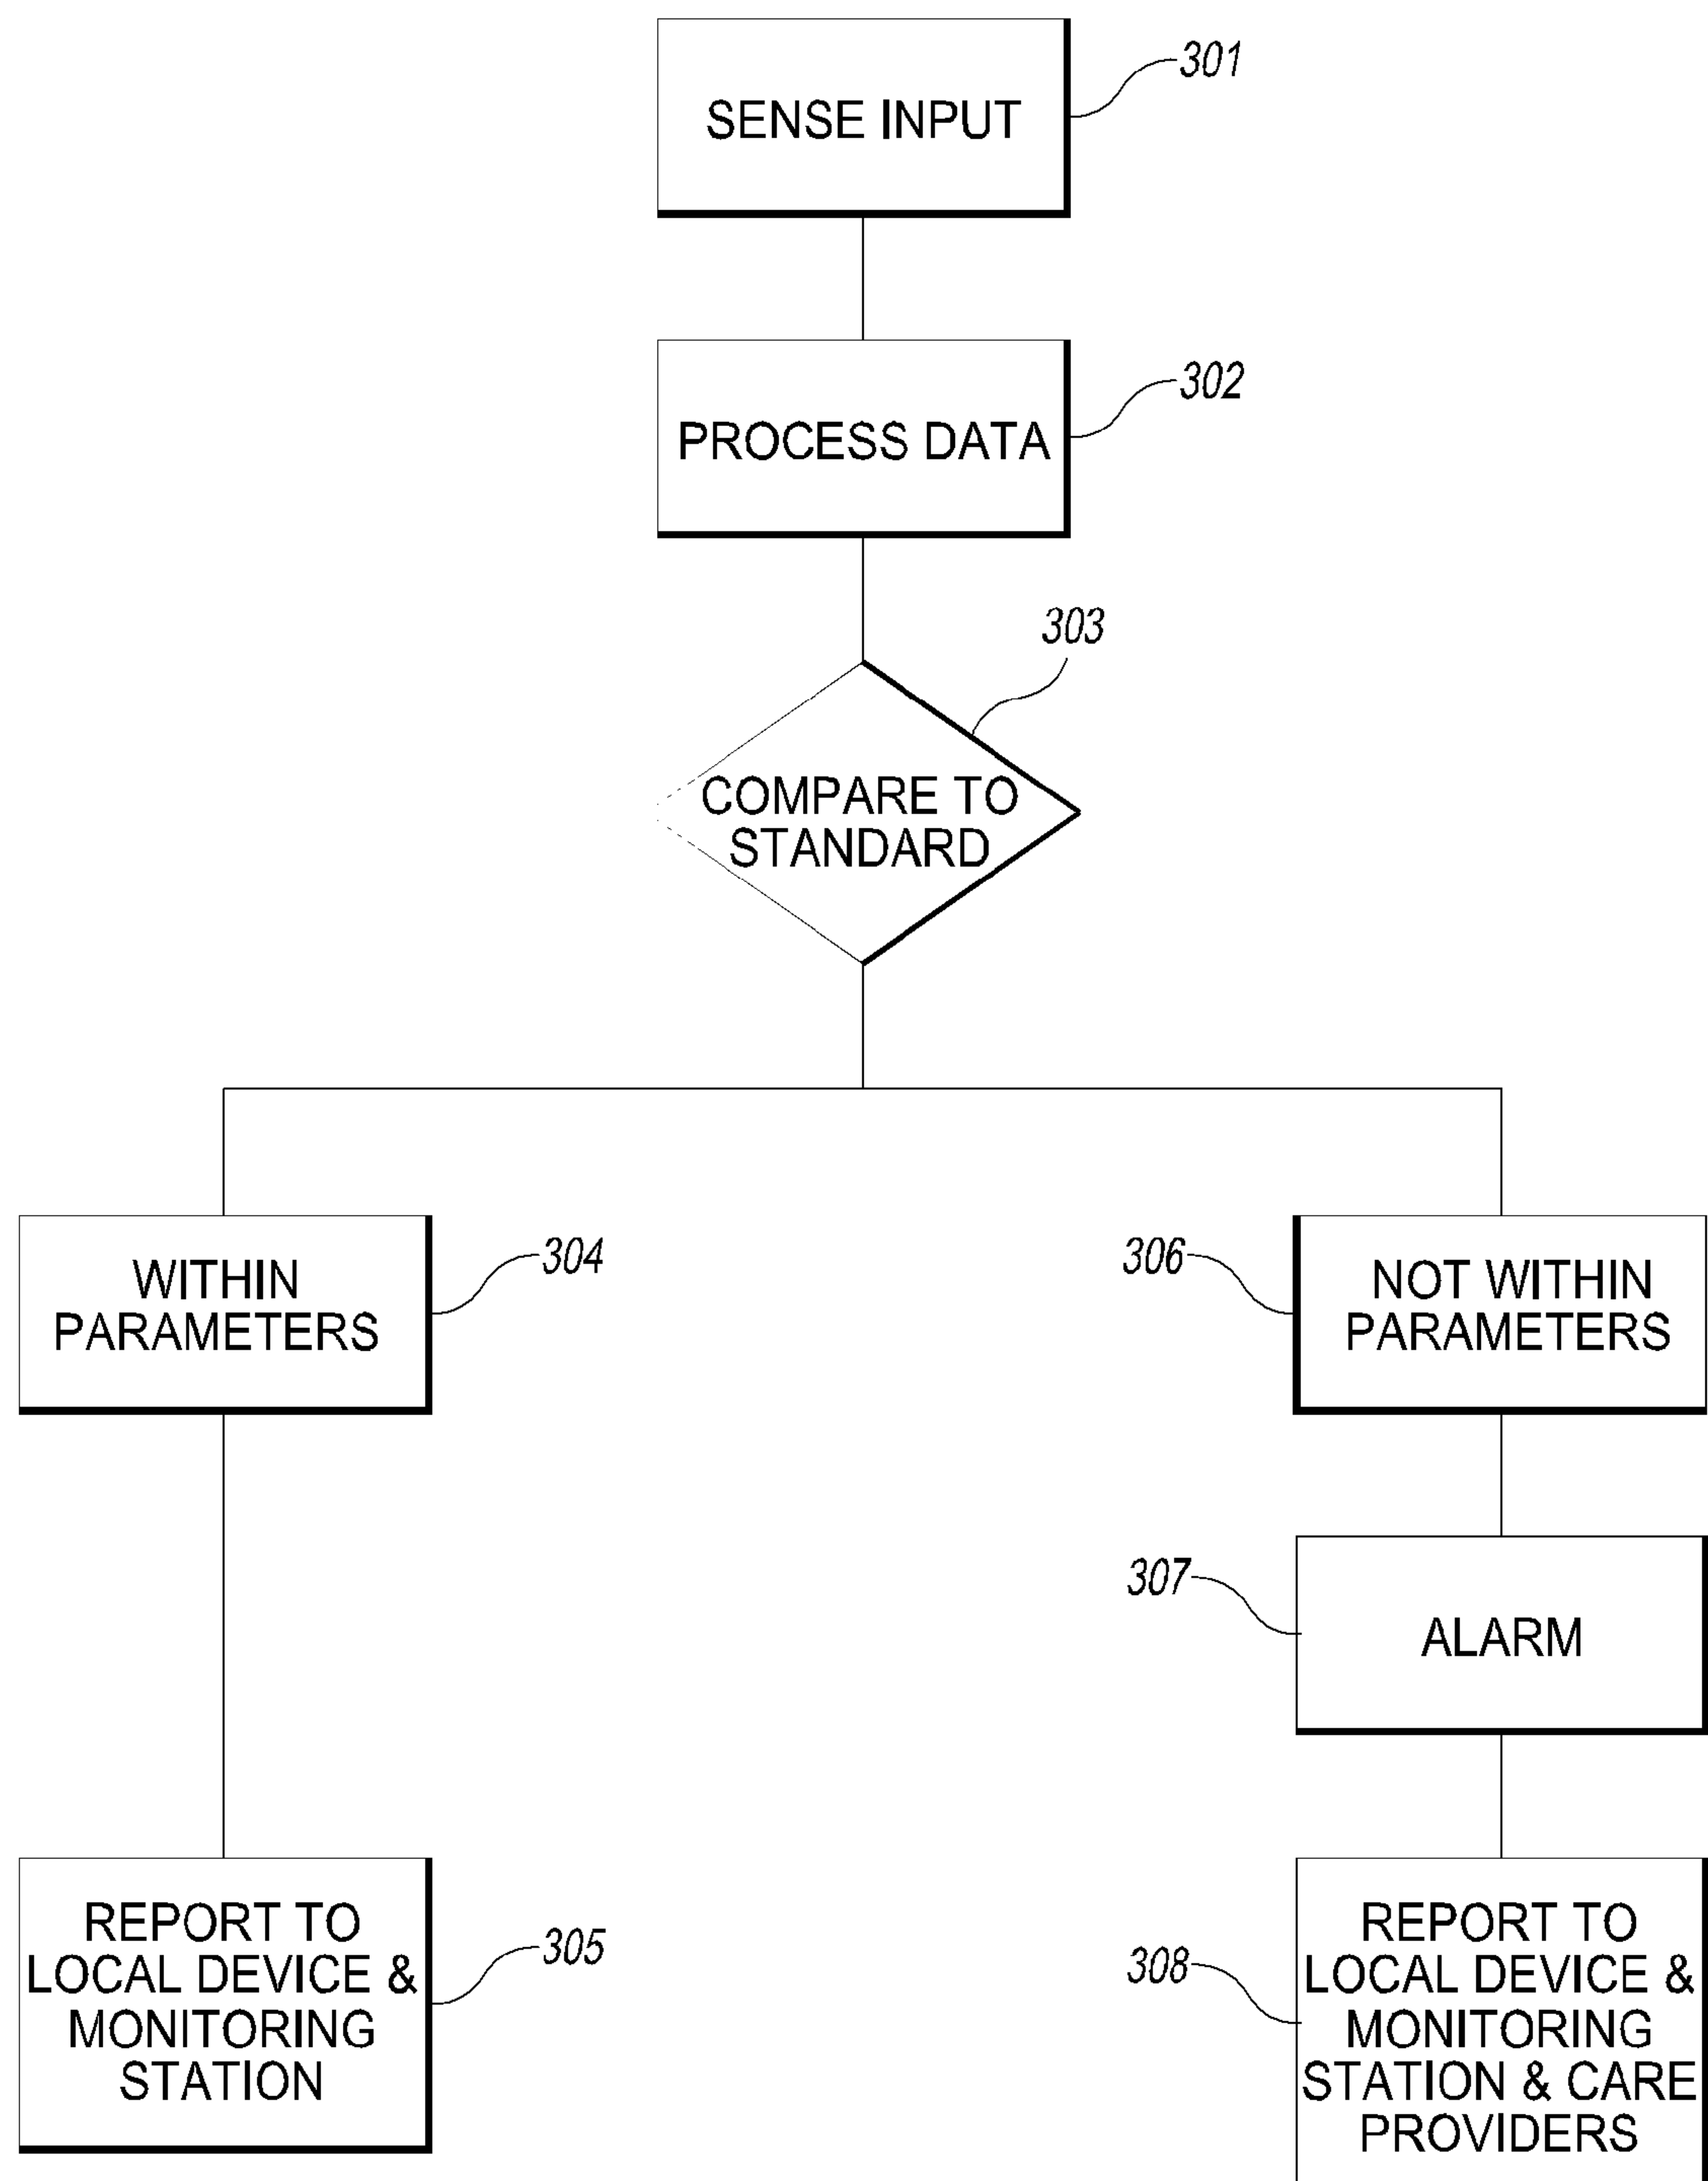 301
SENSE INPUT
302
PROCESS DATA
303
COMPARE TO
STANDARD
304
WITHIN
PARAMETERS
306
NOT WITHIN
PARAMETERS
307
ALARM
305
REPORT TO
LOCAL DEVICE &
MONITORING
STATION
308
REPORT TO
LOCAL DEVICE &
MONITORING
STATION & CARE
PROVIDERS